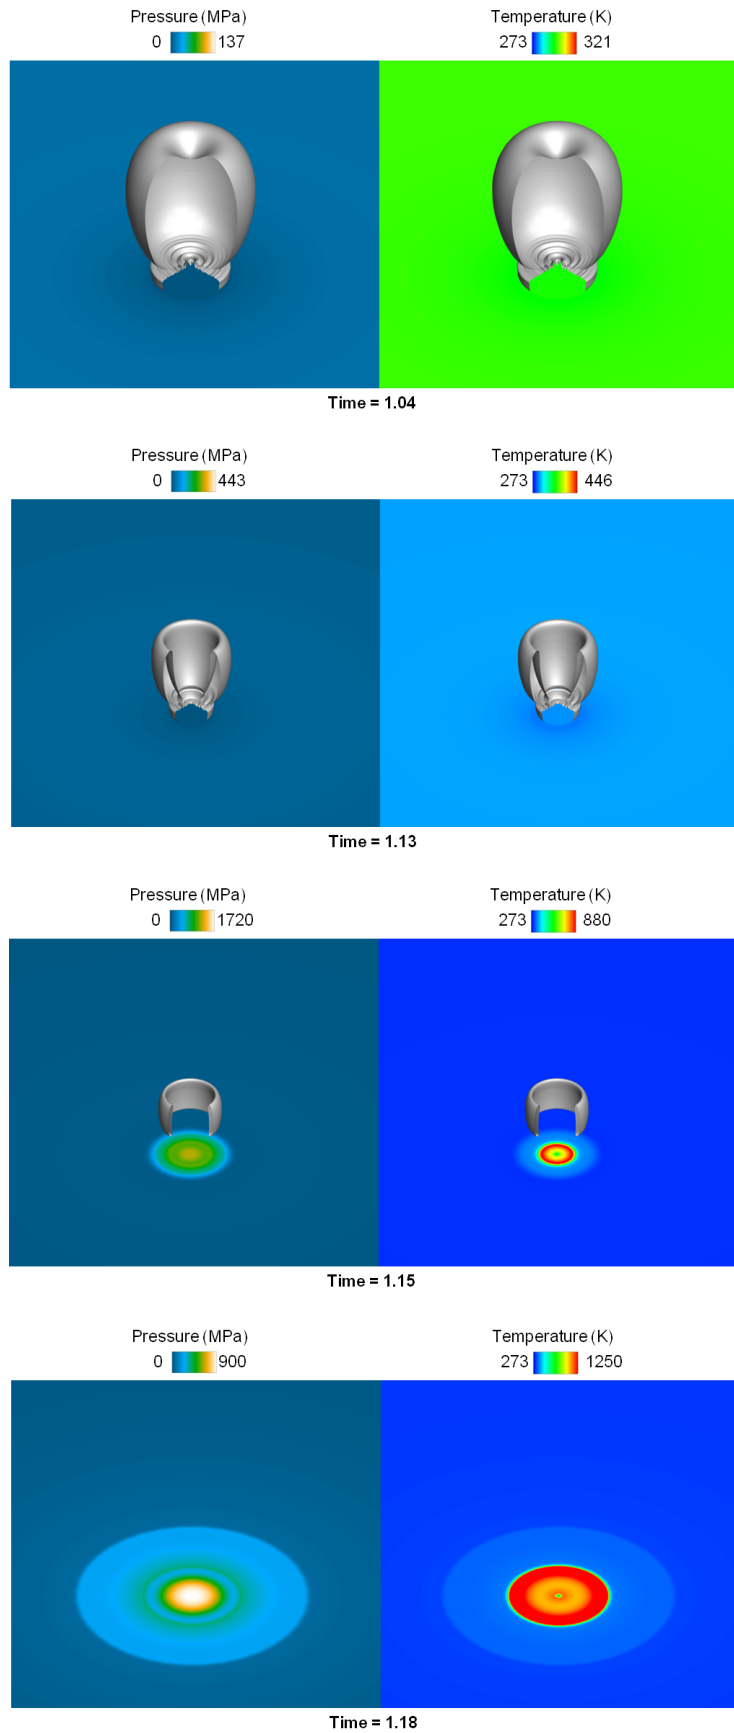 Pressure (MPa) Temperature (K)
0 137 273 321
Time = 1.04
Pressure (MPa) Temperature (K)
0 443 273 446
Time = 1.13
Pressure (MPa) Temperature (K)
0 1720 273 880
Time = 1.15
Pressure (MPa) Temperature (K)
0 900 273 1250
Time = 1.18